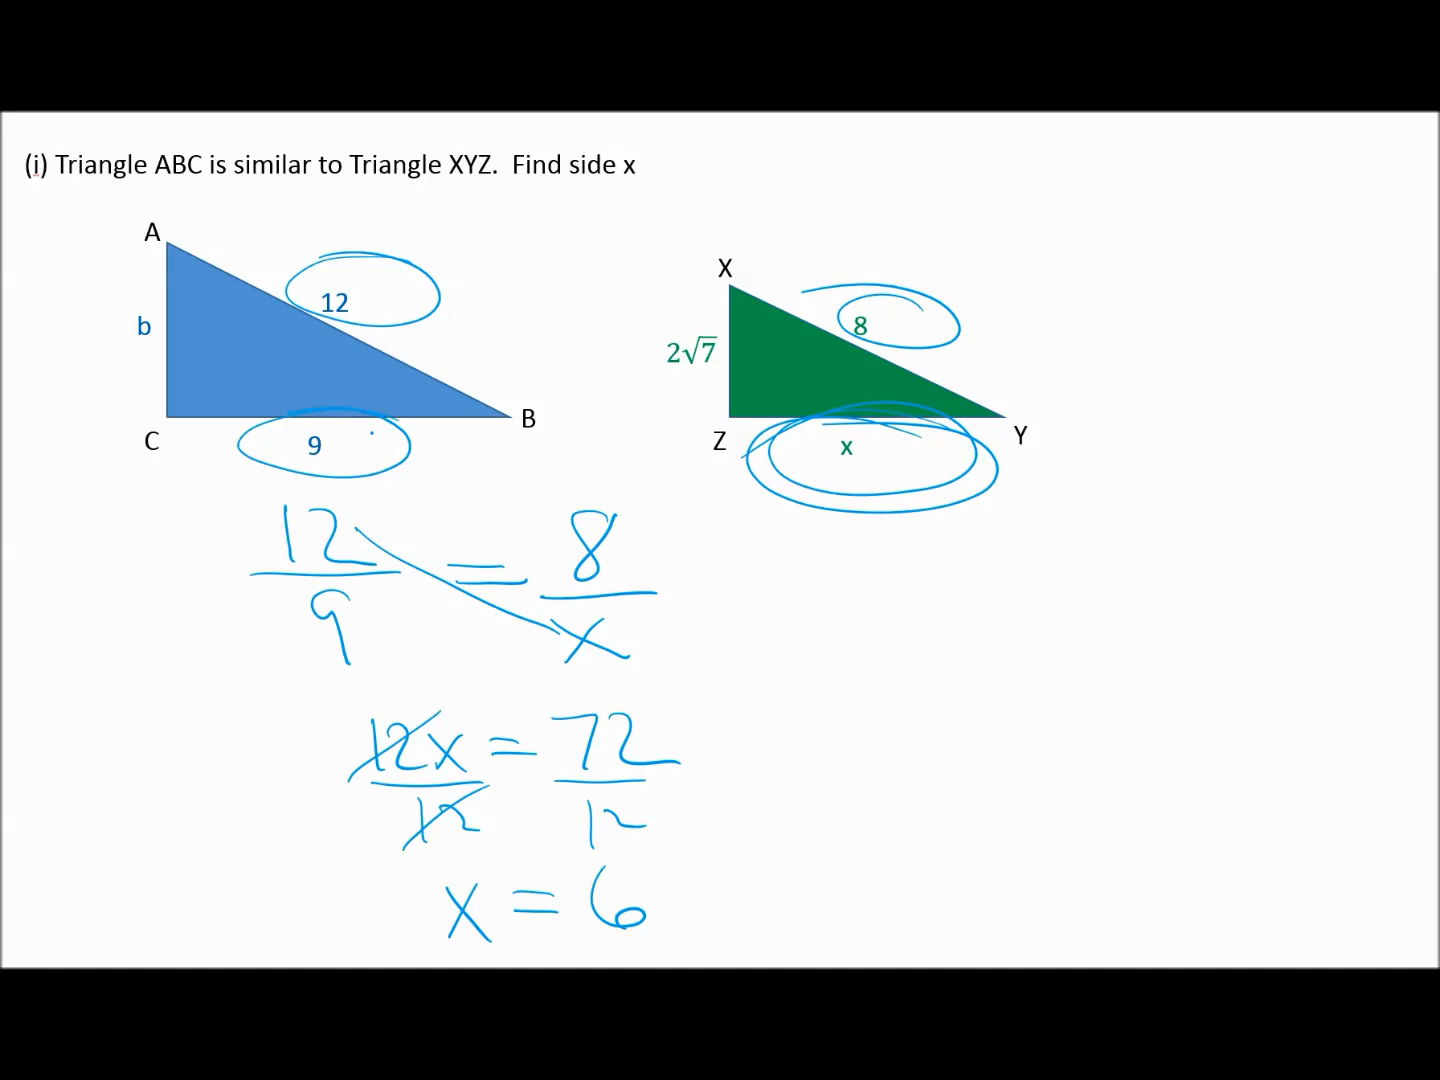 (i) Triangle ABC is similar to Triangle XYZ.  Find side x
A
12
b
C
9
B
X
8
2√7
Z
x
Y
12/9 = 8/x
12x/12 = 72/12
x = 6